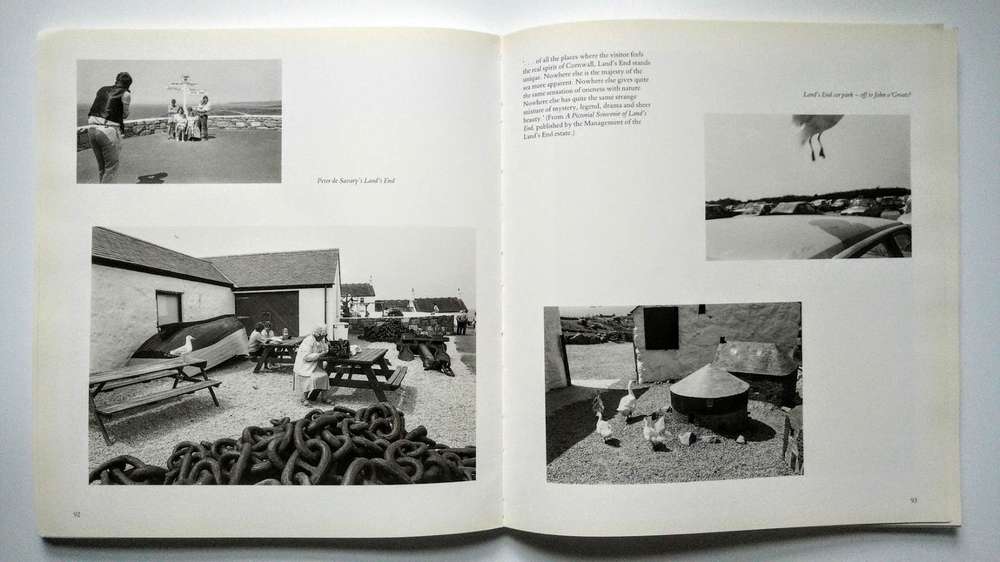 Peter de Savary's Land's End
92
'. . . of all the places where the visitor feels
the real spirit of Cornwall, Land's End stands
unique. Nowhere else is the majesty of the
sea more apparent. Nowhere else gives quite
the same sensation of oneness with nature.
Nowhere else has quite the same strange
mixture of mystery, legend, drama and sheer
beauty.' (From A Pictorial Souvenir of Land's
End, published by the Management of the
Land's End estate.)
Land's End car park – off to John o'Groats?
93